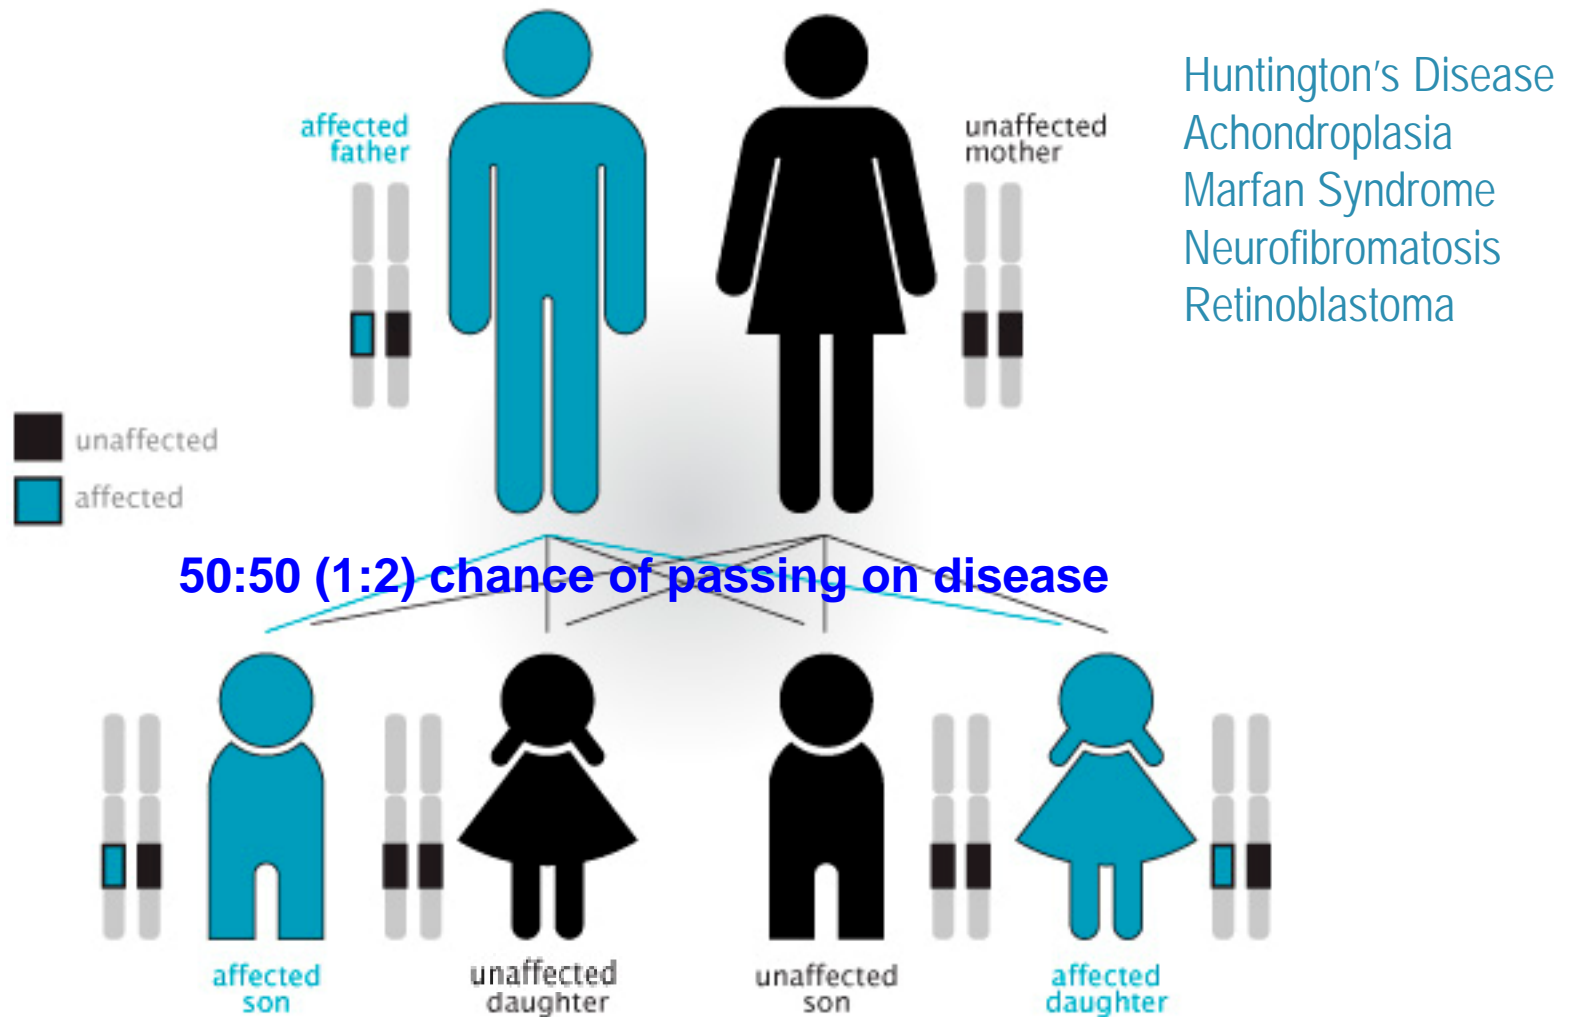 Huntington's Disease
Achondroplasia
Marfan Syndrome
Neurofibromatosis
Retinoblastoma
affected
father
unaffected
mother
unaffected
affected
50:50 (1:2) chance of passing on disease
affected
son
unaffected
daughter
unaffected
son
affected
daughter